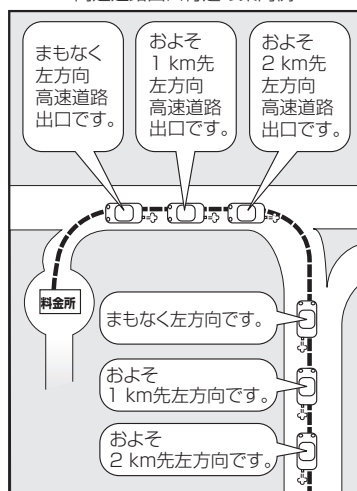 まもなく
左方向
高速道路
出口です。
およそ
1 km先
左方向
高速道路
出口です。
およそ
2 km先
左方向
高速道路
出口です。
料金所
まもなく左方向です。
およそ
1 km先左方向です。
およそ
2 km先左方向です。